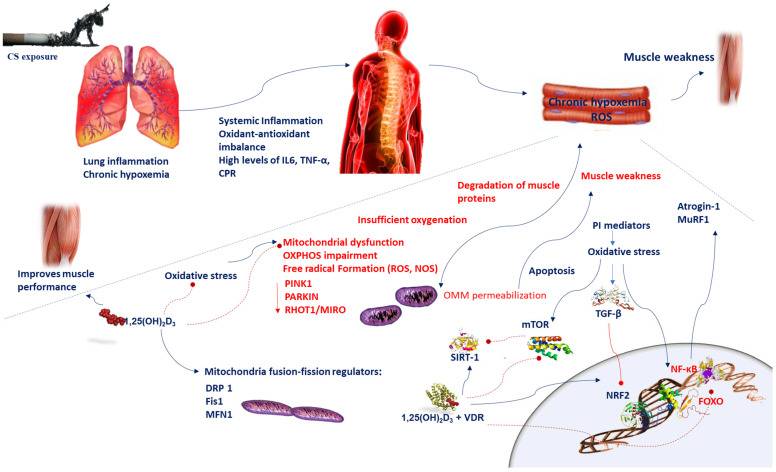 CS exposure
Lung inflammation
Chronic hypoxemia
Systemic Inflammation
Oxidant-antioxidant
imbalance
High levels of IL6, TNF-α,
CPR
Chronic hypoxemia
ROS
Muscle weakness
Degradation of muscle
proteins
Muscle weakness
Atrogin-1
MuRF1
Insufficient oxygenation
PI mediators
Oxidative stress
Improves muscle
performance
Oxidative stress
Mitochondrial dysfunction
OXPHOS impairment
Free radical Formation (ROS, NOS)
PINK1
PARKIN
RHOT1/MIRO
OMM permeabilization
Apoptosis
1,25(OH)₂D₃
mTOR
TGF-β
SIRT-1
Mitochondria fusion-fission regulators:
DRP 1
Fis1
MFN1
1,25(OH)₂D₃ + VDR
NRF2
NF-κB
FOXO